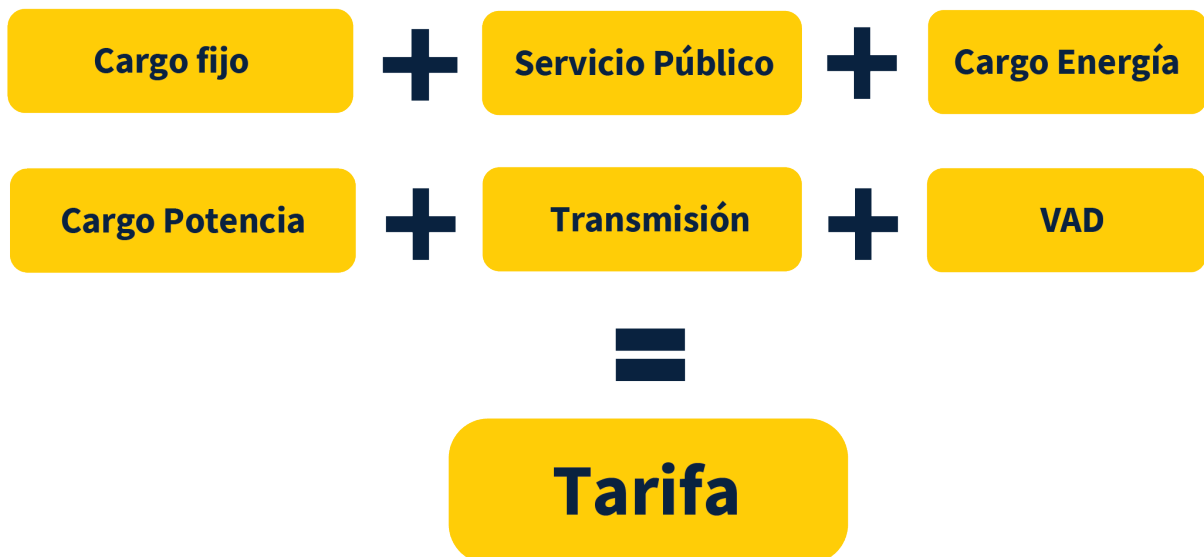 Cargo fijo + Servicio Público + Cargo Energía
Cargo Potencia + Transmisión + VAD
=
Tarifa